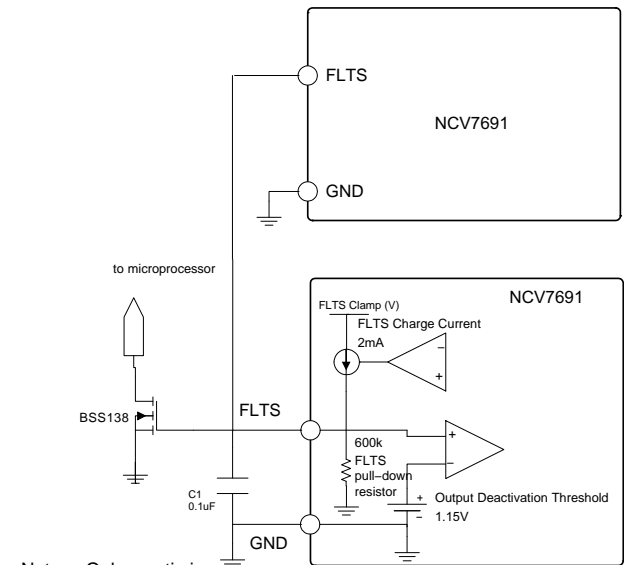 FLTS
NCV7691
GND
to microprocessor
NCV7691
FLTS Clamp (V)
FLTS Charge Current
2mA
−
+
BSS138
FLTS
+
−
600k
FLTS
pull−down
resistor
C1
0.1uF
+
Output Deactivation Threshold
−
1.15V
GND